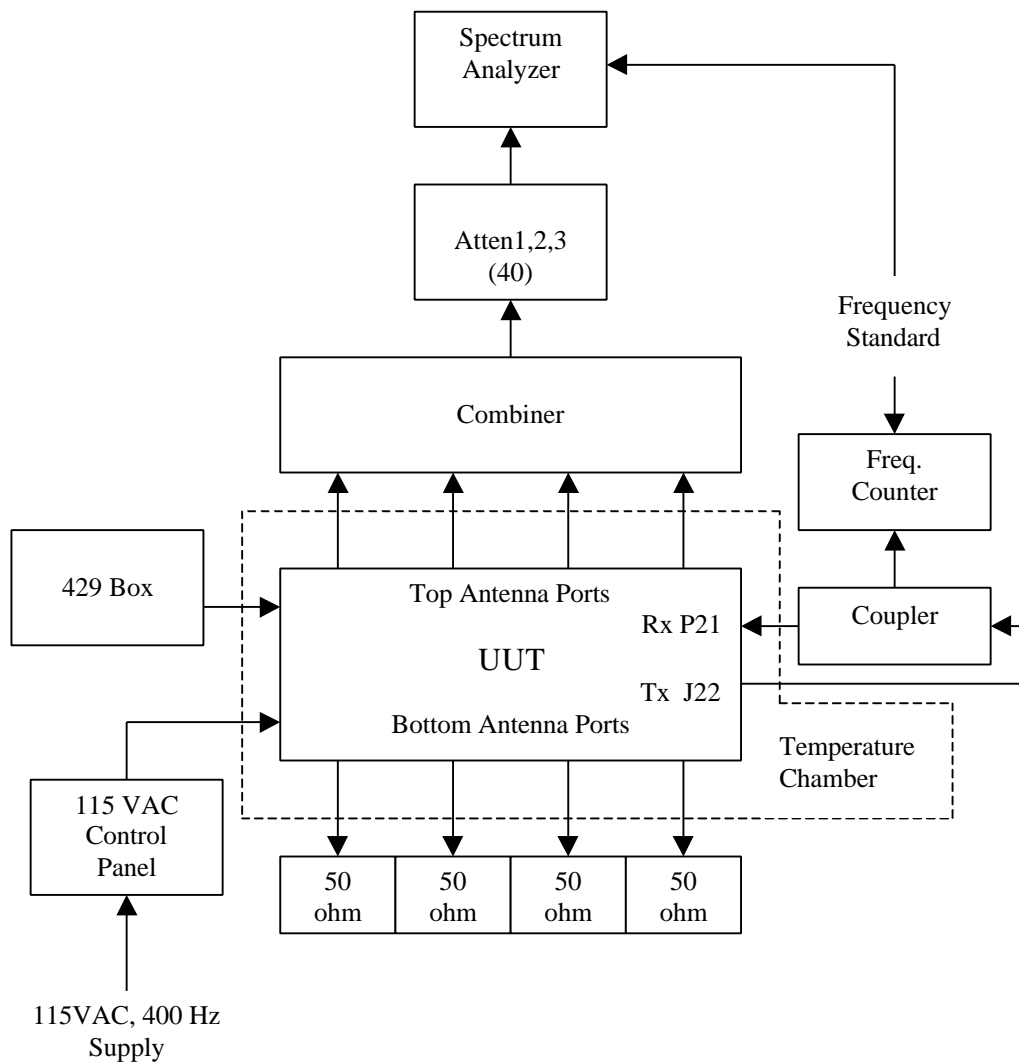 Spectrum
Analyzer
Atten1,2,3
(40)
Frequency
Standard
Combiner
Freq.
Counter
429 Box
Top Antenna Ports
Rx P21
Coupler
UUT
Tx J22
Bottom Antenna Ports
Temperature
Chamber
115 VAC
Control
Panel
50
ohm
50
ohm
50
ohm
50
ohm
115VAC, 400 Hz
Supply